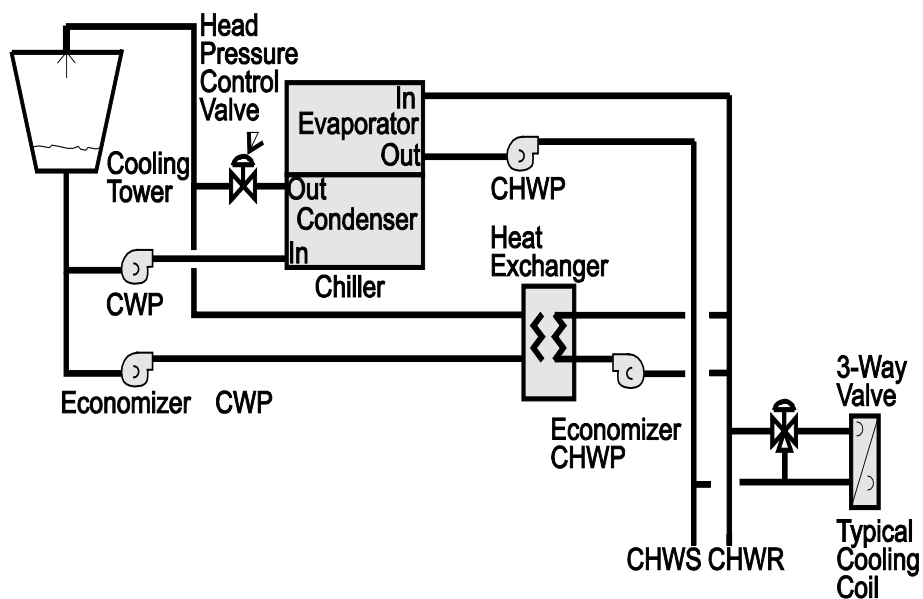 Head
Pressure
Control
Valve
In
Evaporator
Out
Cooling
Tower
CHWP
Out
Condenser
In
Heat
Exchanger
Chiller
CWP
3-Way
Valve
Economizer CWP
Economizer
CHWP
Typical
Cooling
Coil
CHWS CHWR